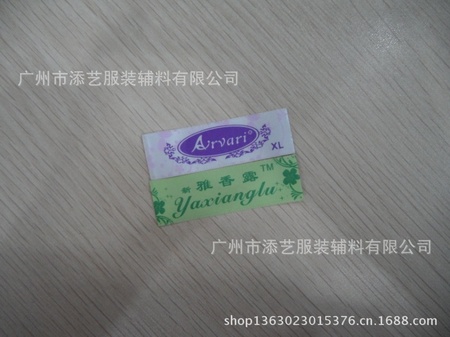 广州市添艺服装辅料有限公司
Arvari®
XL
新 雅香露 TM
Yaxianglu
广州市添艺服装辅料有限公司
shop1363023015376.cn.1688.com